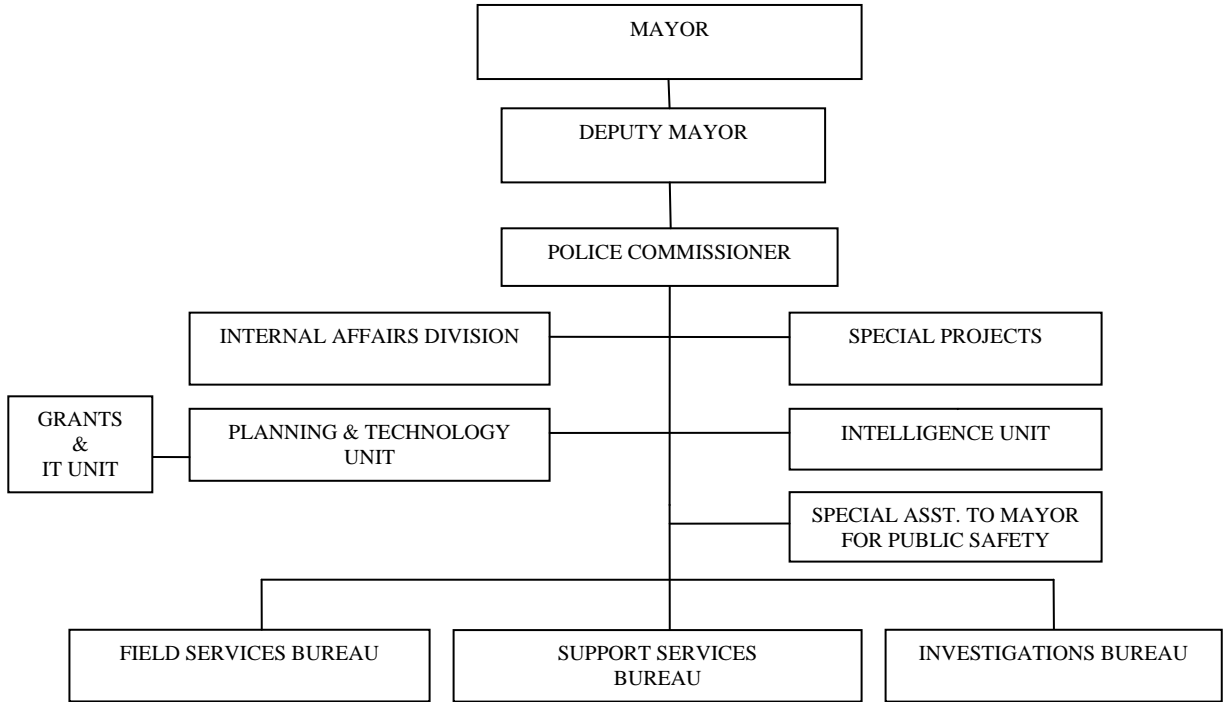 MAYOR
DEPUTY MAYOR
POLICE COMMISSIONER
INTERNAL AFFAIRS DIVISION
SPECIAL PROJECTS
GRANTS
&
IT UNIT
PLANNING & TECHNOLOGY
UNIT
INTELLIGENCE UNIT
SPECIAL ASST. TO MAYOR
FOR PUBLIC SAFETY
FIELD SERVICES BUREAU
SUPPORT SERVICES
BUREAU
INVESTIGATIONS BUREAU